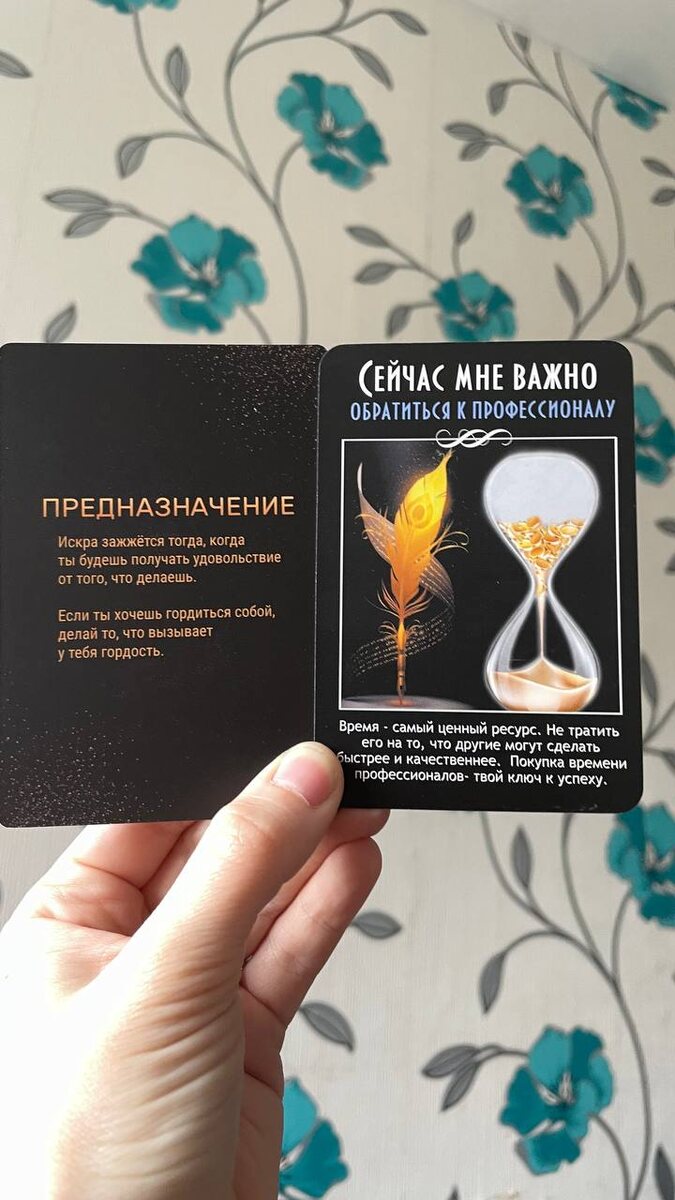 ПРЕДНАЗНАЧЕНИЕ
Искра зажжётся тогда, когда
ты будешь получать удовольствие
от того, что делаешь.
Если ты хочешь гордиться собой,
делай то, что вызывает
у тебя гордость.
СЕЙЧАС МНЕ ВАЖНО
ОБРАТИТЬСЯ К ПРОФЕССИОНАЛУ
Время - самый ценный ресурс. Не тратить
его на то, что другие могут сделать
быстрее и качественнее. Покупка времени
профессионалов- твой ключ к успеху.